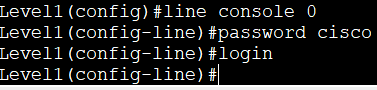 Level1(config)#line console 0
Level1(config-line)#password cisco
Level1(config-line)#login
Level1(config-line)#